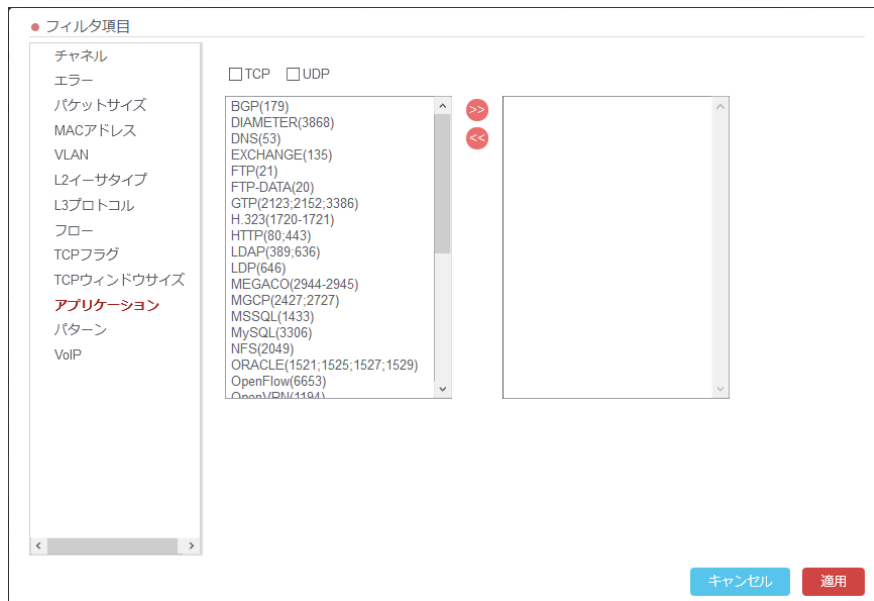 フィルタ項目
チャネル
エラー
パケットサイズ
MACアドレス
VLAN
L2イーサタイプ
L3プロトコル
フロー
TCPフラグ
TCPウィンドウサイズ
アプリケーション
パターン
VoIP
TCP UDP
BGP(179)
DIAMETER(3868)
DNS(53)
EXCHANGE(135)
FTP(21)
FTP-DATA(20)
GTP(2123;2152;3386)
H.323(1720-1721)
HTTP(80;443)
LDAP(389;636)
LDP(646)
MEGACO(2944-2945)
MGCP(2427;2727)
MSSQL(1433)
MySQL(3306)
NFS(2049)
ORACLE(1521;1525;1527;1529)
OpenFlow(6653)
OpenVPN(1194)
>>
<<
キャンセル
適用